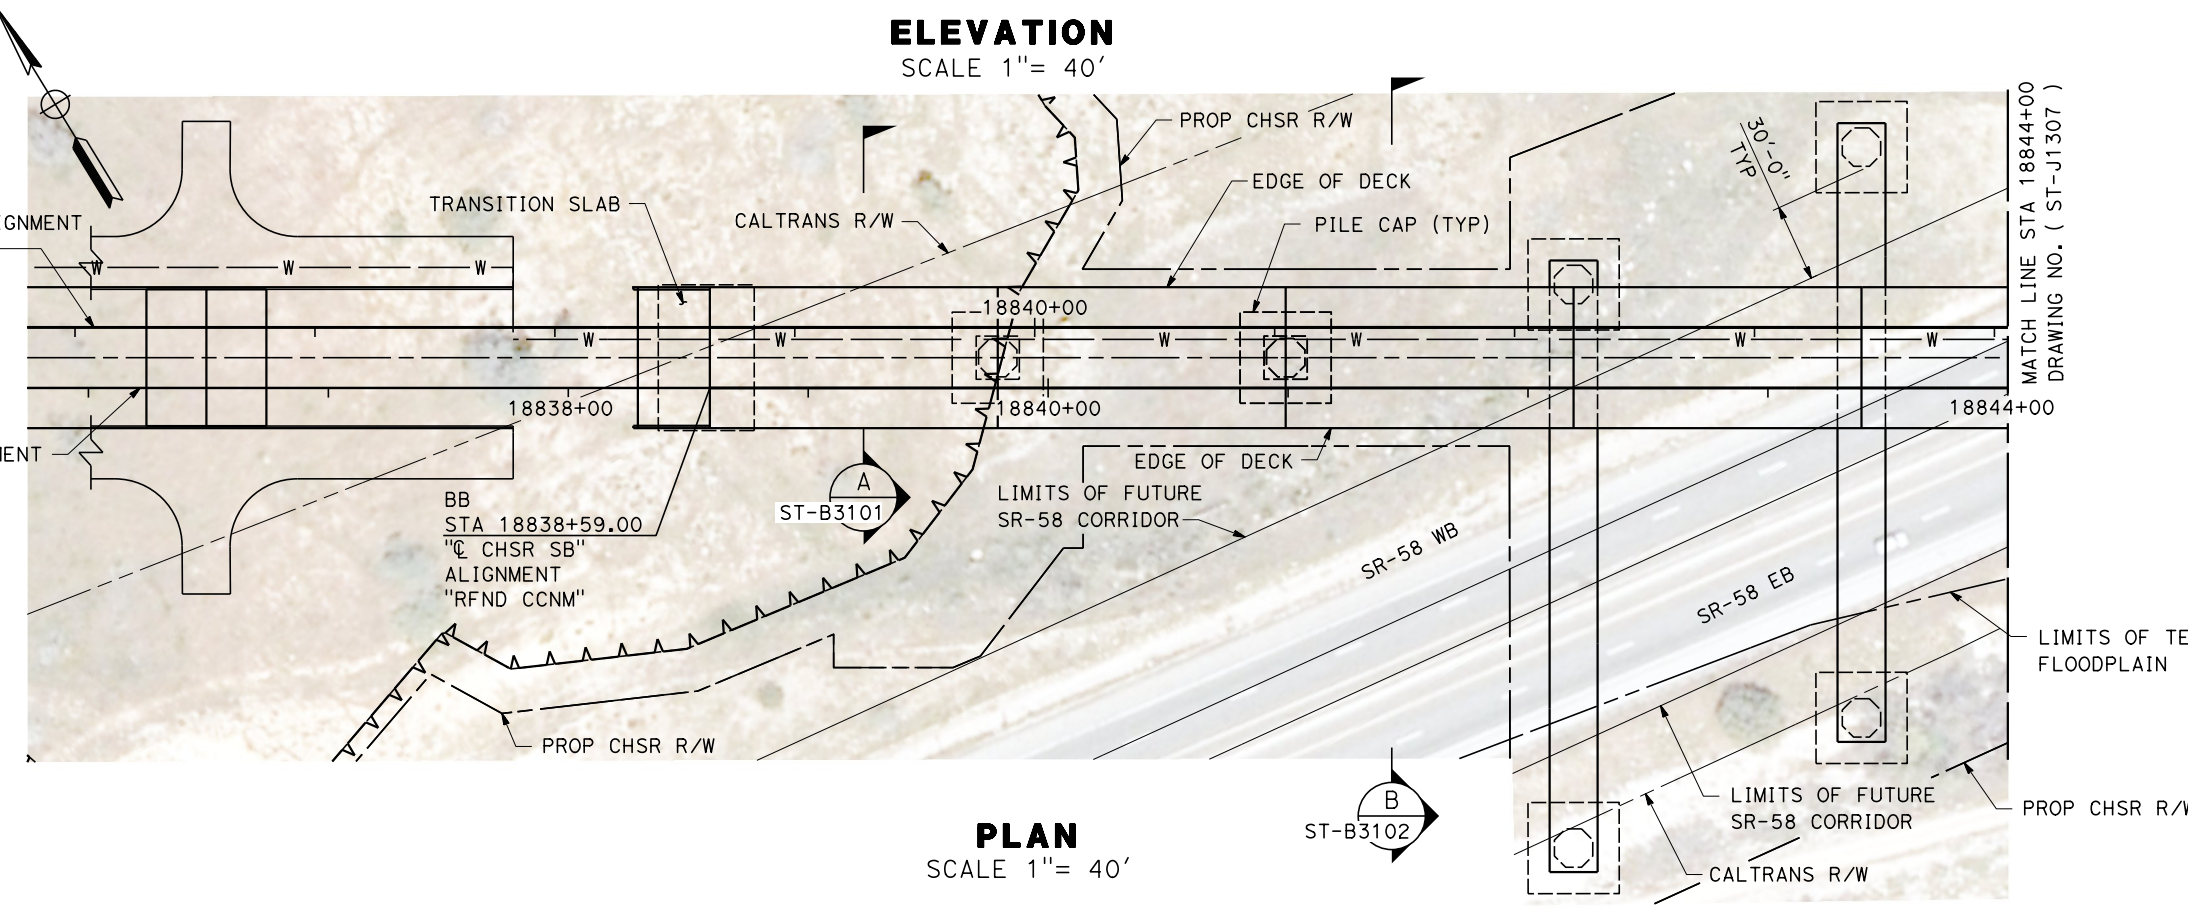 ELEVATION
SCALE 1"= 40'
PROP CHSR R/W
EDGE OF DECK
TRANSITION SLAB
CALTRANS R/W
PILE CAP (TYP)
30'-0"
TYP
MATCH LINE STA 18844+00
DRAWING NO. ( ST-J1307 )
IGNMENT
W W W
18840+00
W W W W W W
18838+00
18840+00
18844+00
MENT
EDGE OF DECK
A
ST-B3101
LIMITS OF FUTURE
SR-58 CORRIDOR
BB
STA 18838+59.00
"℄ CHSR SB"
ALIGNMENT
"RFND CCNM"
SR-58 WB
SR-58 EB
LIMITS OF TE
FLOODPLAIN
PROP CHSR R/W
B
ST-B3102
LIMITS OF FUTURE
SR-58 CORRIDOR
PROP CHSR R/W
CALTRANS R/W
PLAN
SCALE 1"= 40'